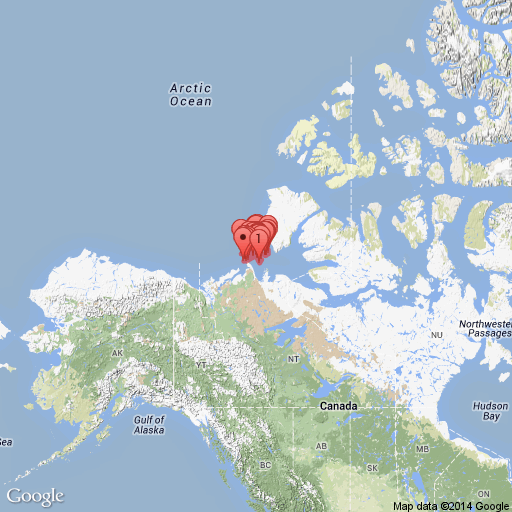 Arctic
Ocean
1
NU
Northwestern
Passages
AK
YT
NT
Canada
Hudson
Bay
Gulf of
Alaska
Sea
AB
MB
BC
SK
ON
Google
Map data ©2014 Google